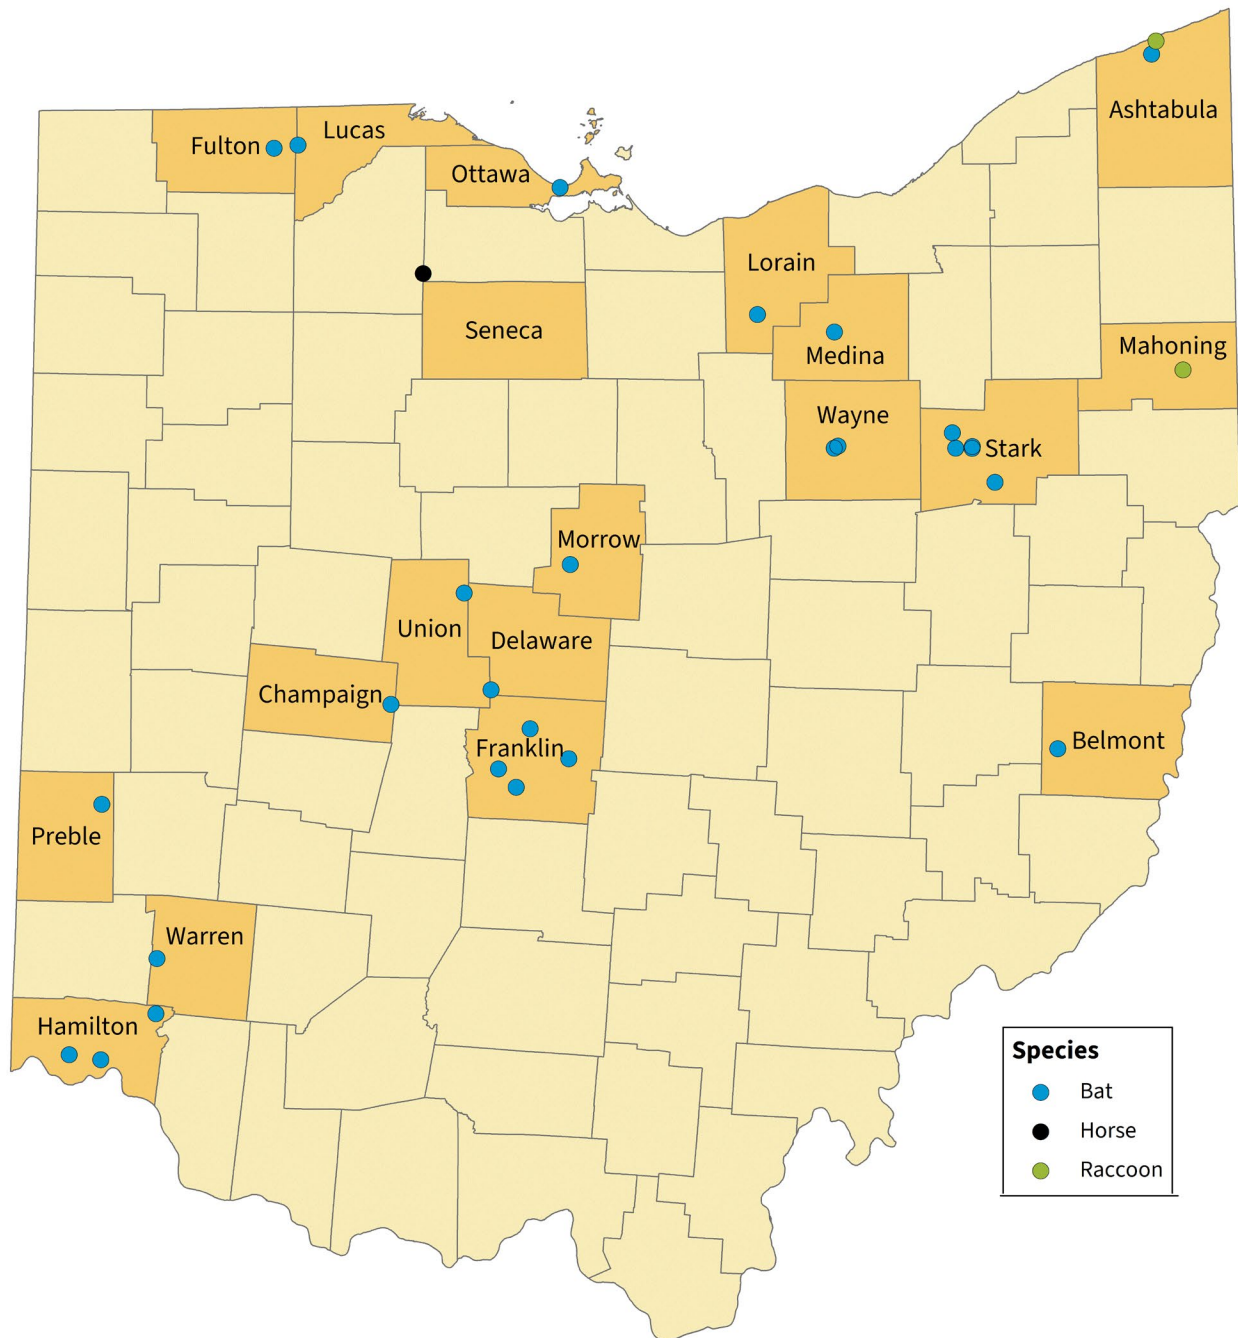 Ashtabula
Lucas
Fulton
Ottawa
Lorain
Seneca
Mahoning
Medina
Wayne
Stark
Morrow
Union
Delaware
Champaign
Belmont
Franklin
Preble
Warren
Hamilton
Species
Bat
Horse
Raccoon